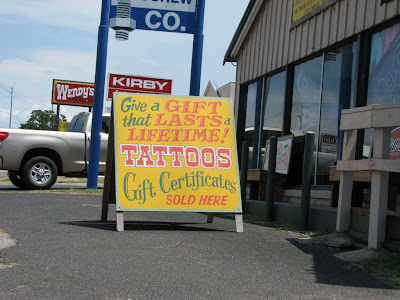 CO.
WENDY'S
KIRBY
Give a GIFT
that LASTS a
LIFETIME!
TATTOOS
Gift Certificates
SOLD HERE